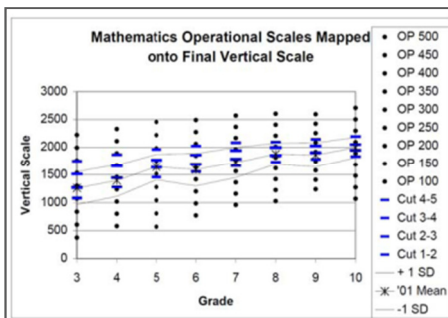 Mathematics Operational Scales Mapped
onto Final Vertical Scale
Vertical Scale
3000
2500
2000
1500
1000
500
0
3 4 5 6 7 8 9 10
Grade
OP 500
OP 450
OP 400
OP 350
OP 300
OP 250
OP 200
OP 150
OP 100
Cut 4-5
Cut 3-4
Cut 2-3
Cut 1-2
+ 1 SD
'01 Mean
-1 SD